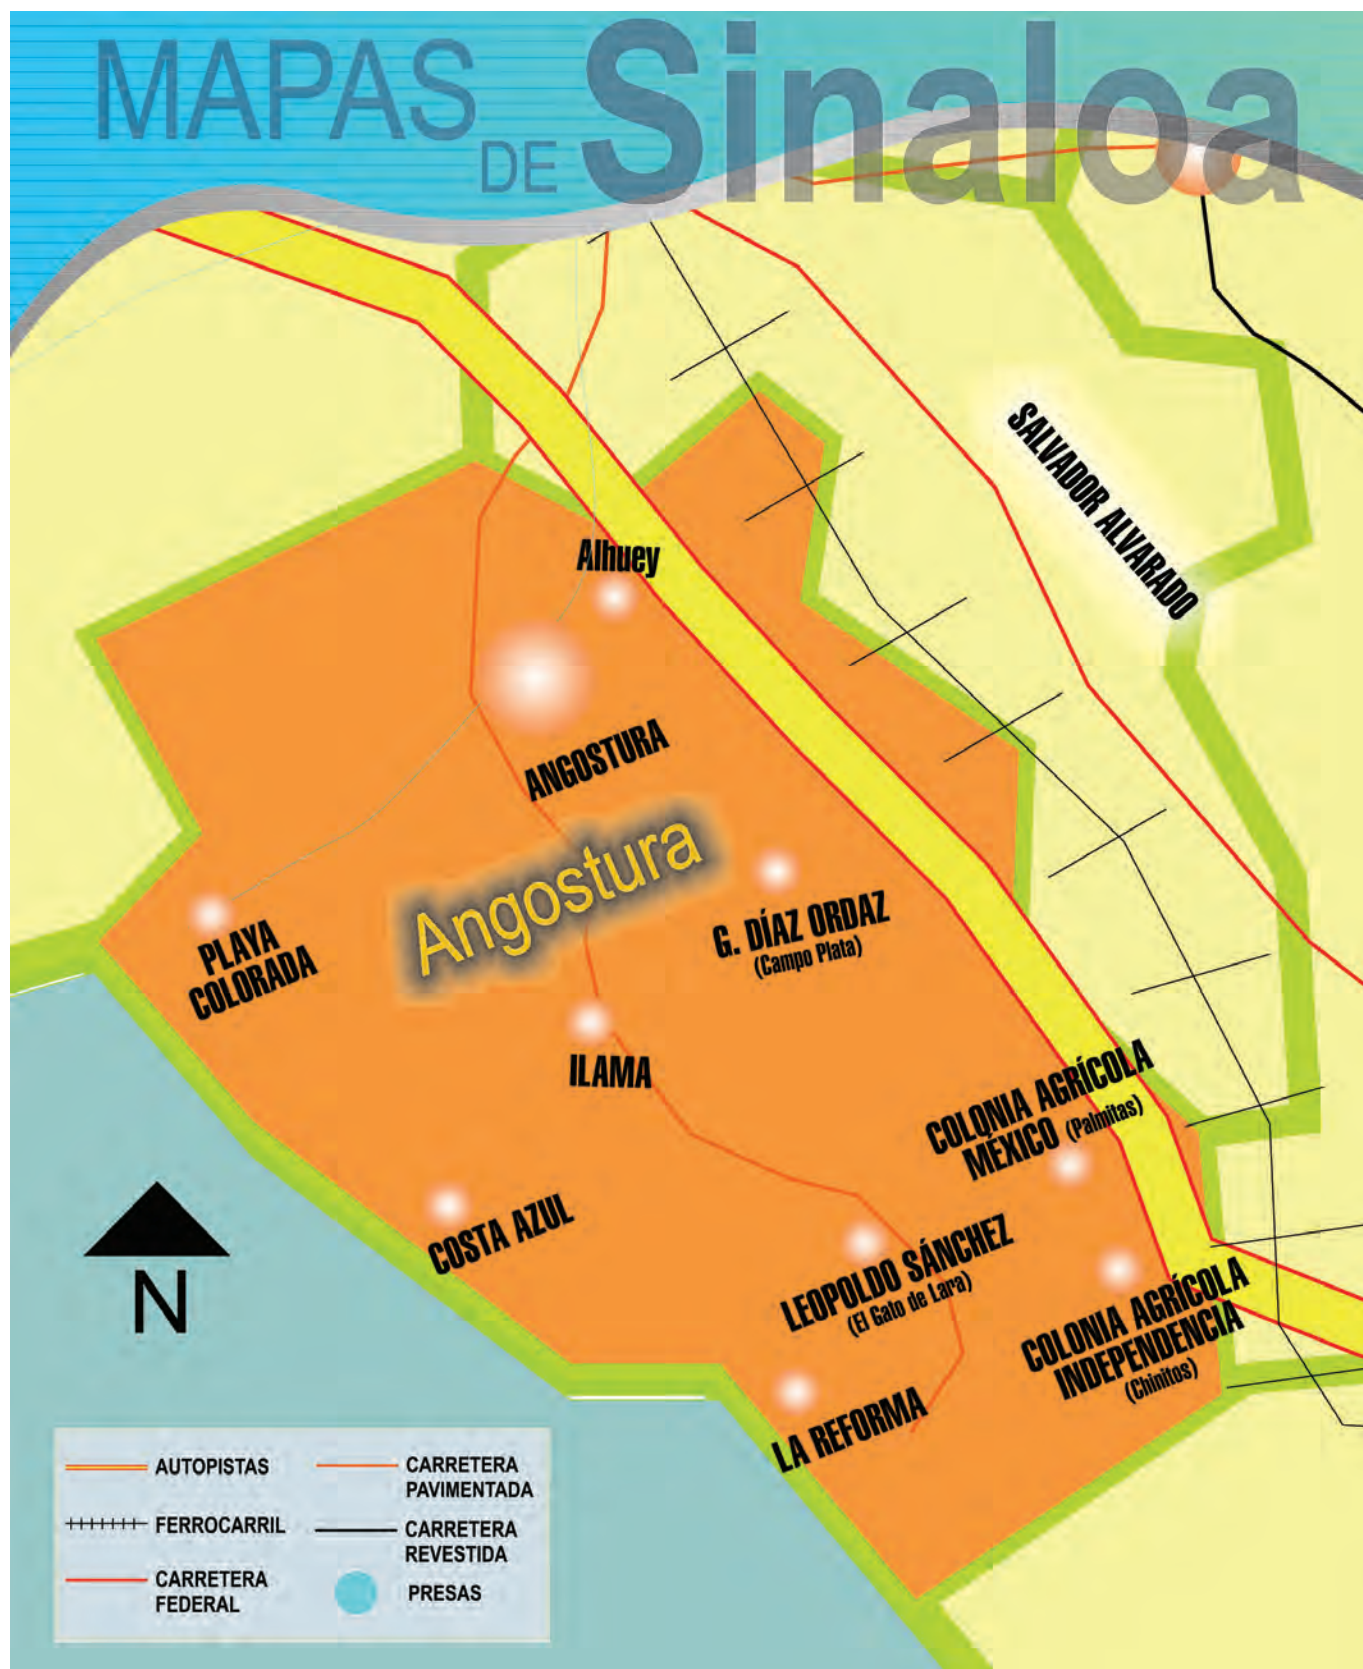 MAPAS
DE Sinaloa
SALVADOR ALVARADO
Alhuey
ANGOSTURA
Angostura
G. DÍAZ ORDAZ
(Campo Plata)
PLAYA
COLORADA
ILAMA
COLONIA AGRÍCOLA
MÉXICO (Palmitas)
COSTA AZUL
LEOPOLDO SÁNCHEZ
(El Gato de Lara)
COLONIA AGRÍCOLA
INDEPENDENCIA
(Chinitos)
LA REFORMA
N
AUTOPISTAS
FERROCARRIL
CARRETERA
FEDERAL
CARRETERA
PAVIMENTADA
CARRETERA
REVESTIDA
PRESAS